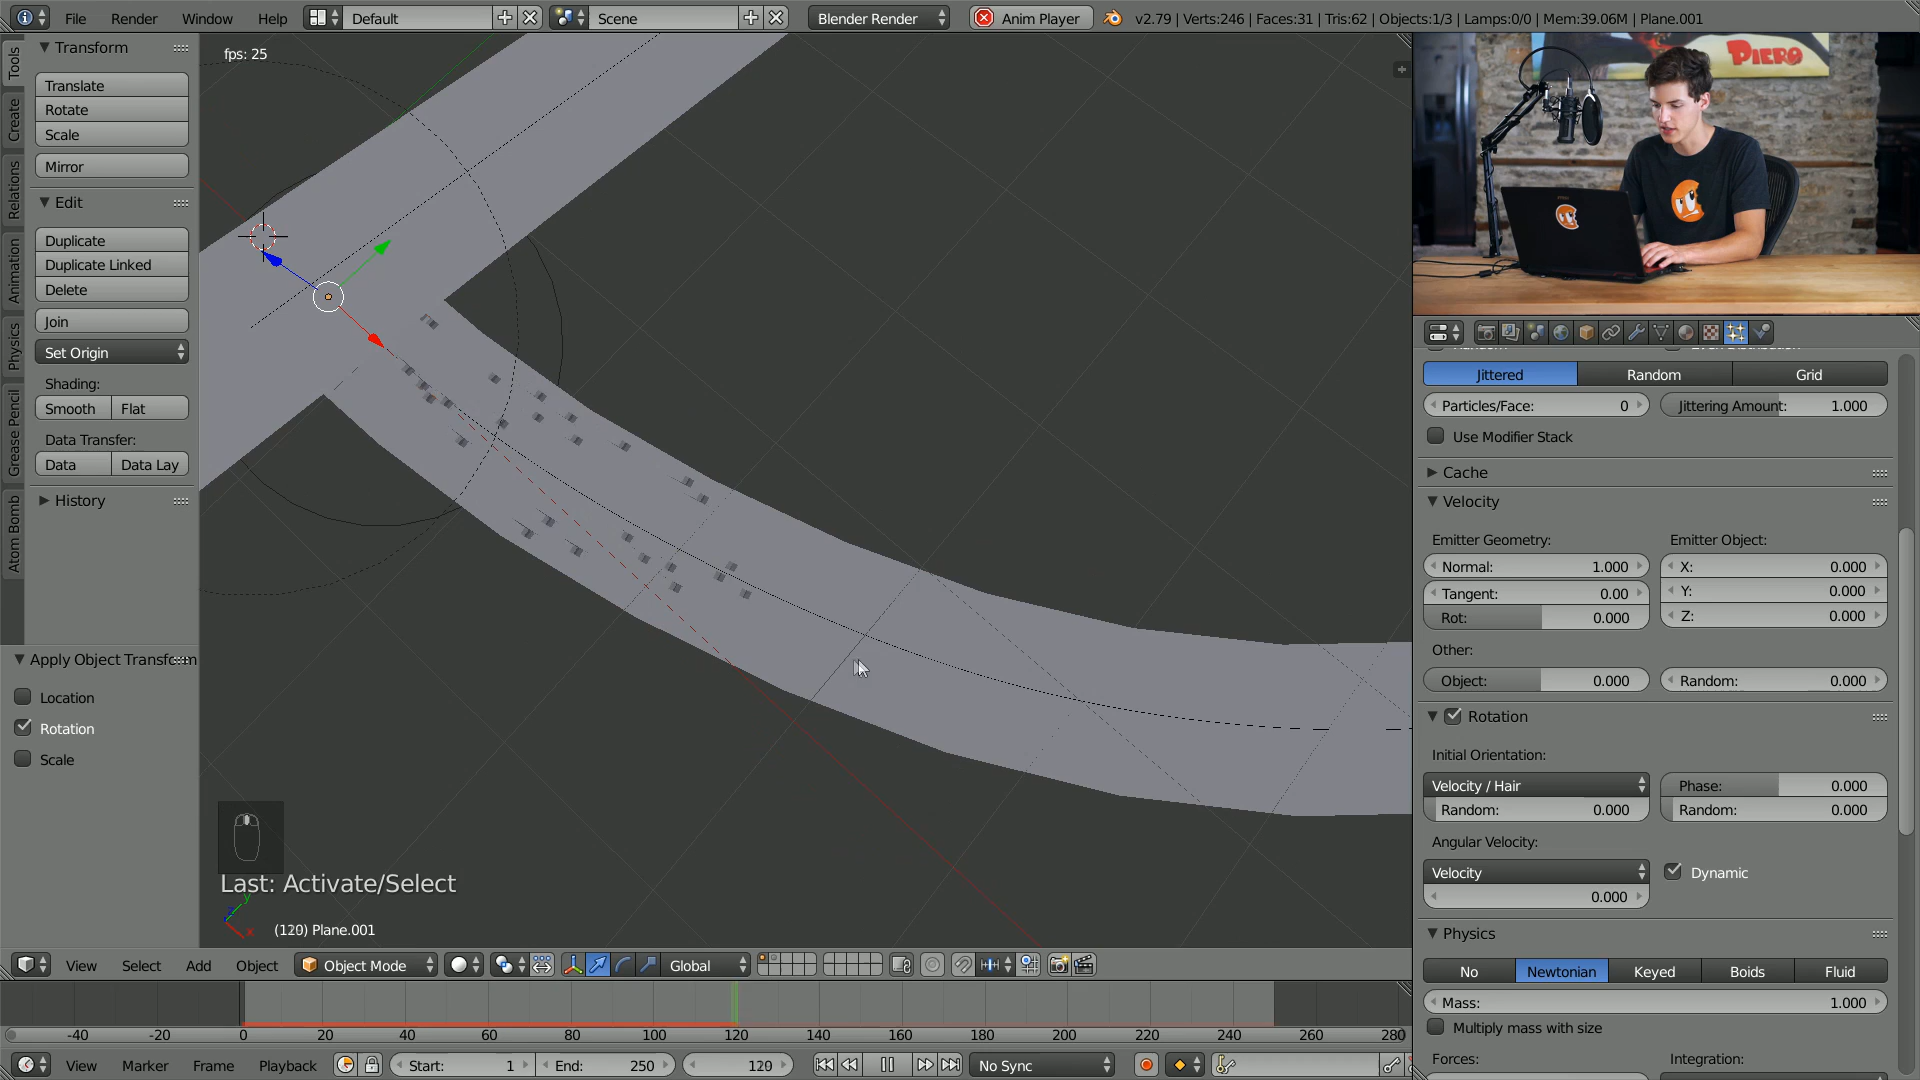 File Render Window Help Default Scene Blender Render Anim Player v2.79 | Verts:246 | Faces:31 | Tris:62 | Objects:1/3 | Lamps:0/0 | Mem:39.06M | Plane.001
Tools
Create
Relations
Animation
Physics
Grease Pencil
Atom Bomb
Transform
Translate
Rotate
Scale
Mirror
Edit
Duplicate
Duplicate Linked
Delete
Join
Set Origin
Shading:
Smooth Flat
Data Transfer:
Data Data Lay
History
Apply Object Transform
Location
Rotation
Scale
fps: 25
Last: Activate/Select
y
x
(120) Plane.001
PIERO
Jittered Random Grid
Particles/Face: 0 Jittering Amount: 1.000
Use Modifier Stack
Cache
Velocity
Emitter Geometry: Emitter Object:
Normal: 1.000 X: 0.000
Tangent: 0.00 Y: 0.000
Rot: 0.000 Z: 0.000
Other:
Object: 0.000 Random: 0.000
Rotation
Initial Orientation:
Velocity / Hair Phase: 0.000
Random: 0.000 Random: 0.000
Angular Velocity:
Velocity Dynamic
0.000
Physics
No Newtonian Keyed Boids Fluid
Mass: 1.000
Multiply mass with size
Forces: Integration:
View Select Add Object Object Mode Global
-40 -20 0 20 40 60 80 100 120 140 160 180 200 220 240 260 280
View Marker Frame Playback Start: 1 End: 250 120 No Sync